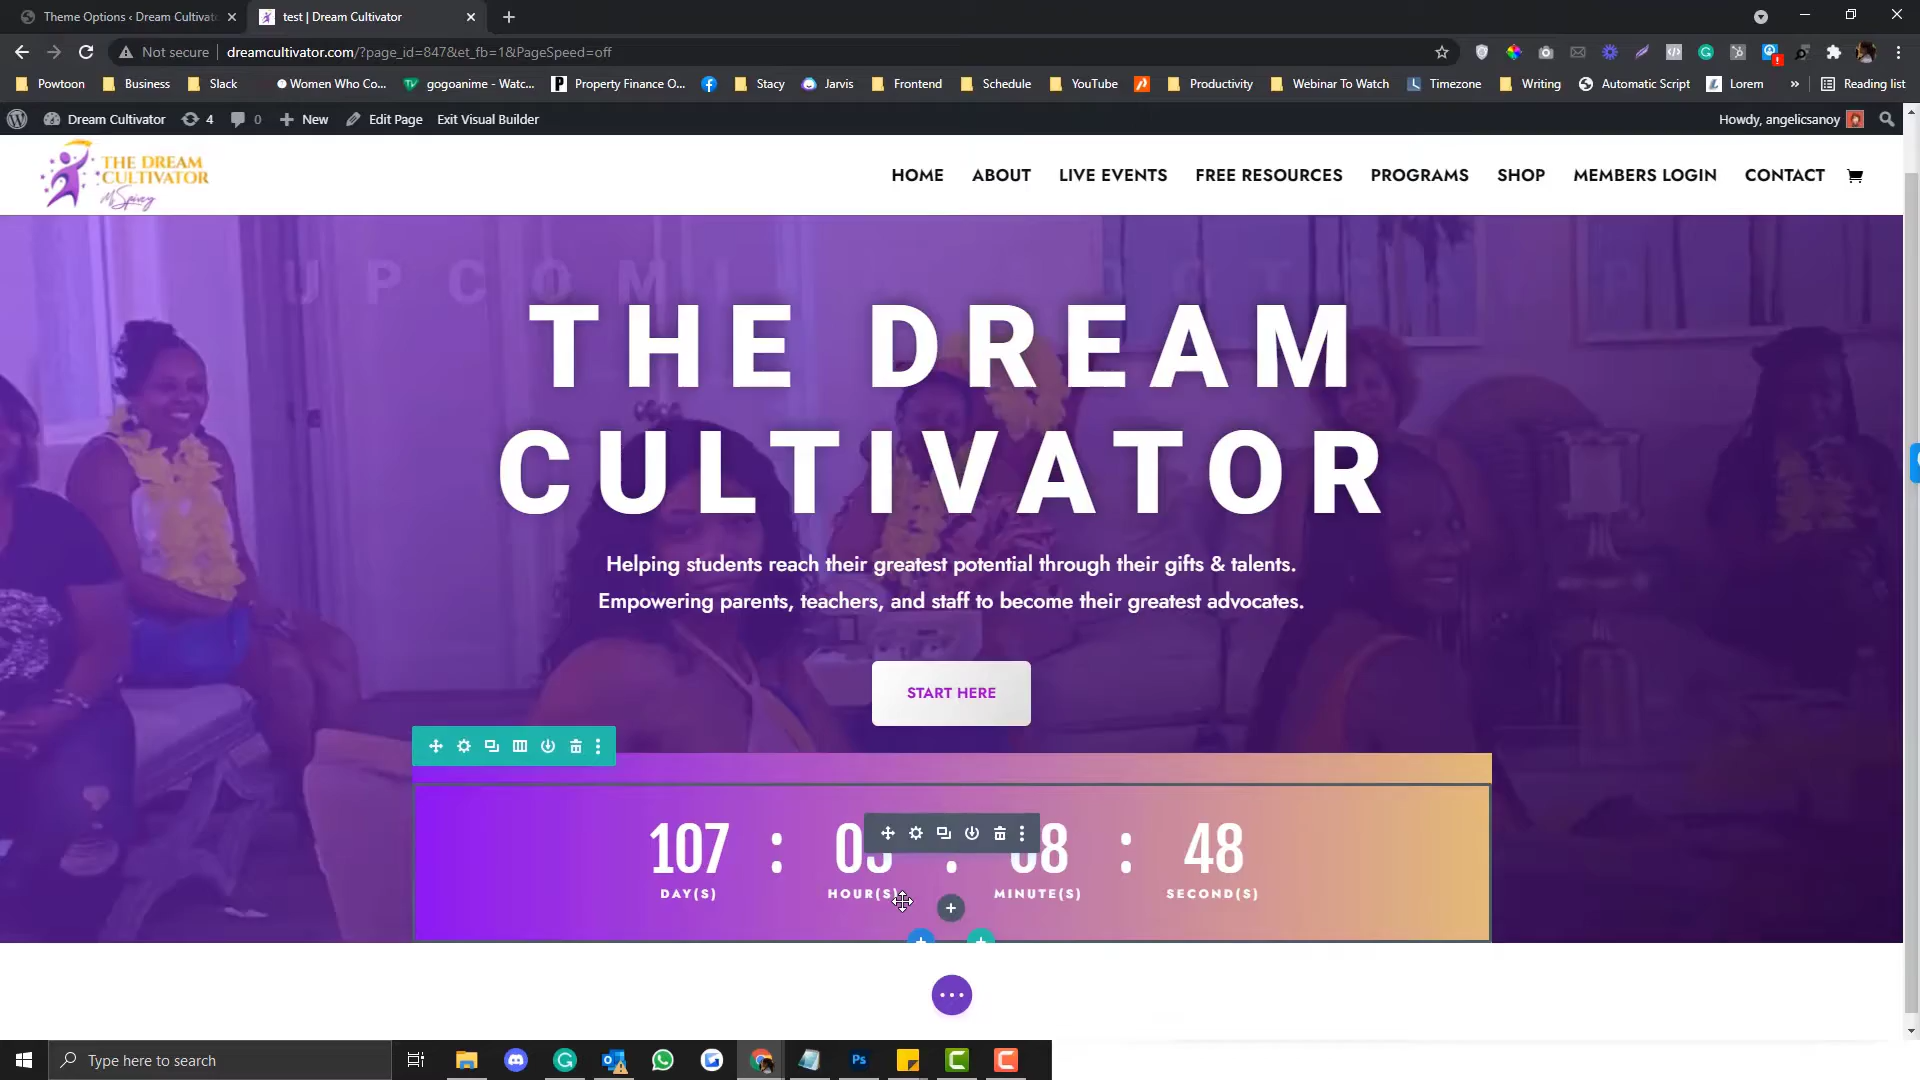 Theme Options ‹ Dream Cultivat
test | Dream Cultivator
Not secure
dreamcultivator.com/?page_id=847&et_fb=1&PageSpeed=off
Powtoon
Business
Slack
Women Who Co...
gogoanime - Watc...
Property Finance O...
Stacy
Jarvis
Frontend
Schedule
YouTube
Productivity
Webinar To Watch
Timezone
Writing
Automatic Script
Lorem
»
Reading list
Dream Cultivator
4
0
New
Edit Page
Exit Visual Builder
Howdy, angelicsanoy
THE DREAM
CULTIVATOR
HOME
ABOUT
LIVE EVENTS
FREE RESOURCES
PROGRAMS
SHOP
MEMBERS LOGIN
CONTACT
THE DREAM
CULTIVATOR
Helping students reach their greatest potential through their gifts & talents.
Empowering parents, teachers, and staff to become their greatest advocates.
START HERE
107 : 03 : 08 : 48
DAY(S)
HOUR(S)
MINUTE(S)
SECOND(S)
Type here to search
Ps